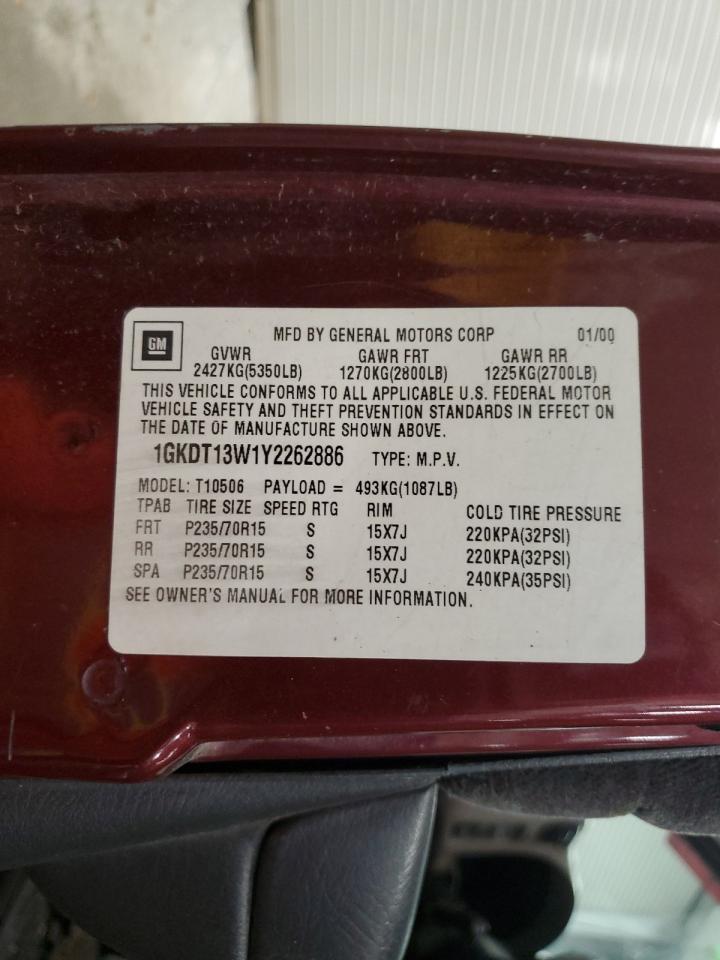 MFD BY GENERAL MOTORS CORP 01/00
GM
GVWR GAWR FRT GAWR RR
2427KG(5350LB) 1270KG(2800LB) 1225KG(2700LB)
THIS VEHICLE CONFORMS TO ALL APPLICABLE U.S. FEDERAL MOTOR
VEHICLE SAFETY AND THEFT PREVENTION STANDARDS IN EFFECT ON
THE DATE OF MANUFACTURE SHOWN ABOVE.
1GKDT13W1Y2262886 TYPE: M.P.V.
MODEL: T10506 PAYLOAD = 493KG(1087LB)
TPAB TIRE SIZE SPEED RTG RIM COLD TIRE PRESSURE
FRT P235/70R15 S 15X7J 220KPA(32PSI)
RR P235/70R15 S 15X7J 220KPA(32PSI)
SPA P235/70R15 S 15X7J 240KPA(35PSI)
SEE OWNER'S MANUAL FOR MORE INFORMATION.